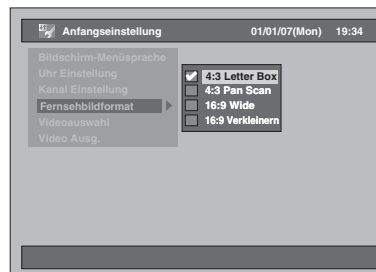 Anfangseinstellung 01/01/07(Mon) 19:34
Bildschirm-Menüsprache
Uhr Einstellung
Kanal Einstellung
Fernsehbildformat
Videoauswahl
Video Ausg.
4:3 Letter Box
4:3 Pan Scan
16:9 Wide
16:9 Verkleinern